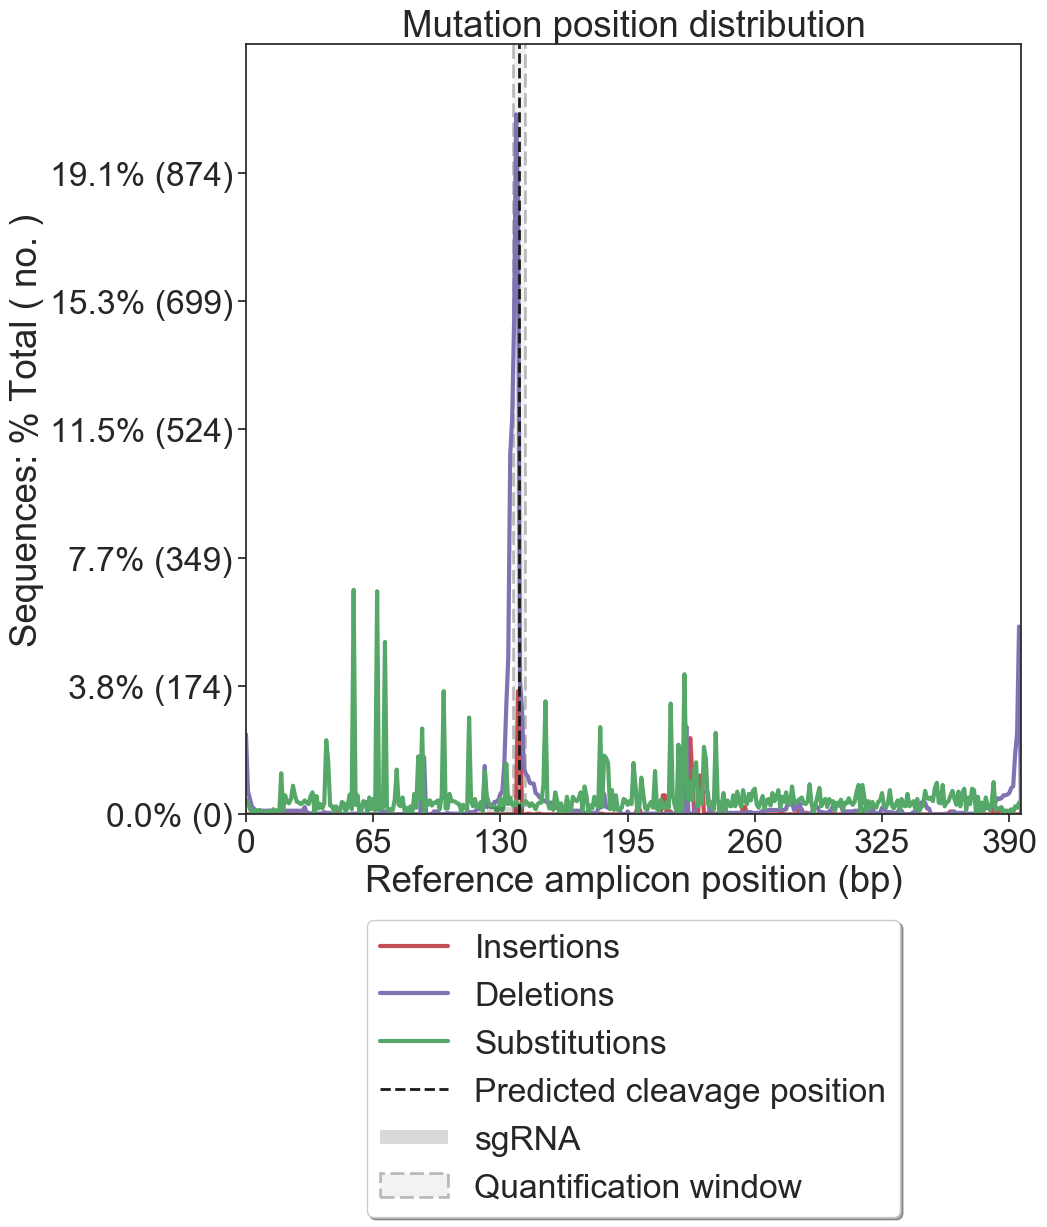 Mutation position distribution
Sequences: % Total ( no. )
19.1% (874)
15.3% (699)
11.5% (524)
7.7% (349)
3.8% (174)
0.0% (0)
0 65 130 195 260 325 390
Reference amplicon position (bp)
Insertions
Deletions
Substitutions
Predicted cleavage position
sgRNA
Quantification window